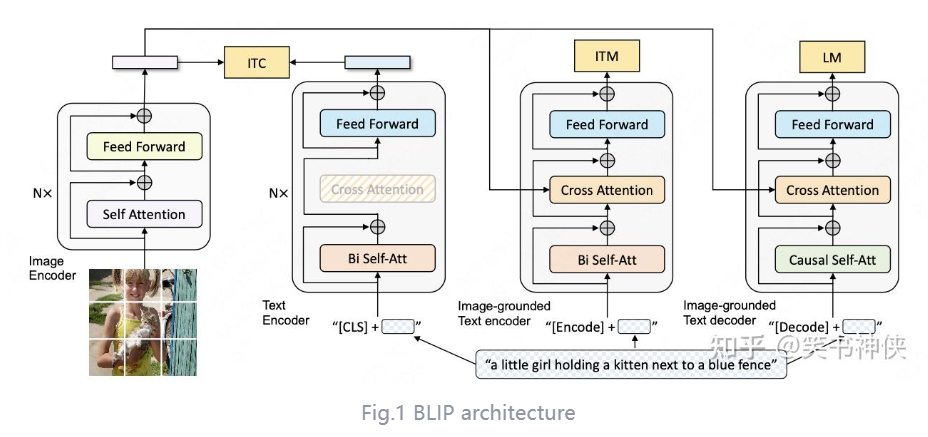 ITC
ITM
LM
Feed Forward
Feed Forward
Feed Forward
Feed Forward
N×
Self Attention
N×
Cross Attention
Cross Attention
Cross Attention
Bi Self-Att
Bi Self-Att
Causal Self-Att
Image
Encoder
Text
Encoder
"[CLS] + "
Image-grounded
Text encoder
"[Encode] + "
Image-grounded
Text decoder
"[Decode] + "
知乎 @笑书神侠
"a little girl holding a kitten next to a blue fence"
Fig.1 BLIP architecture